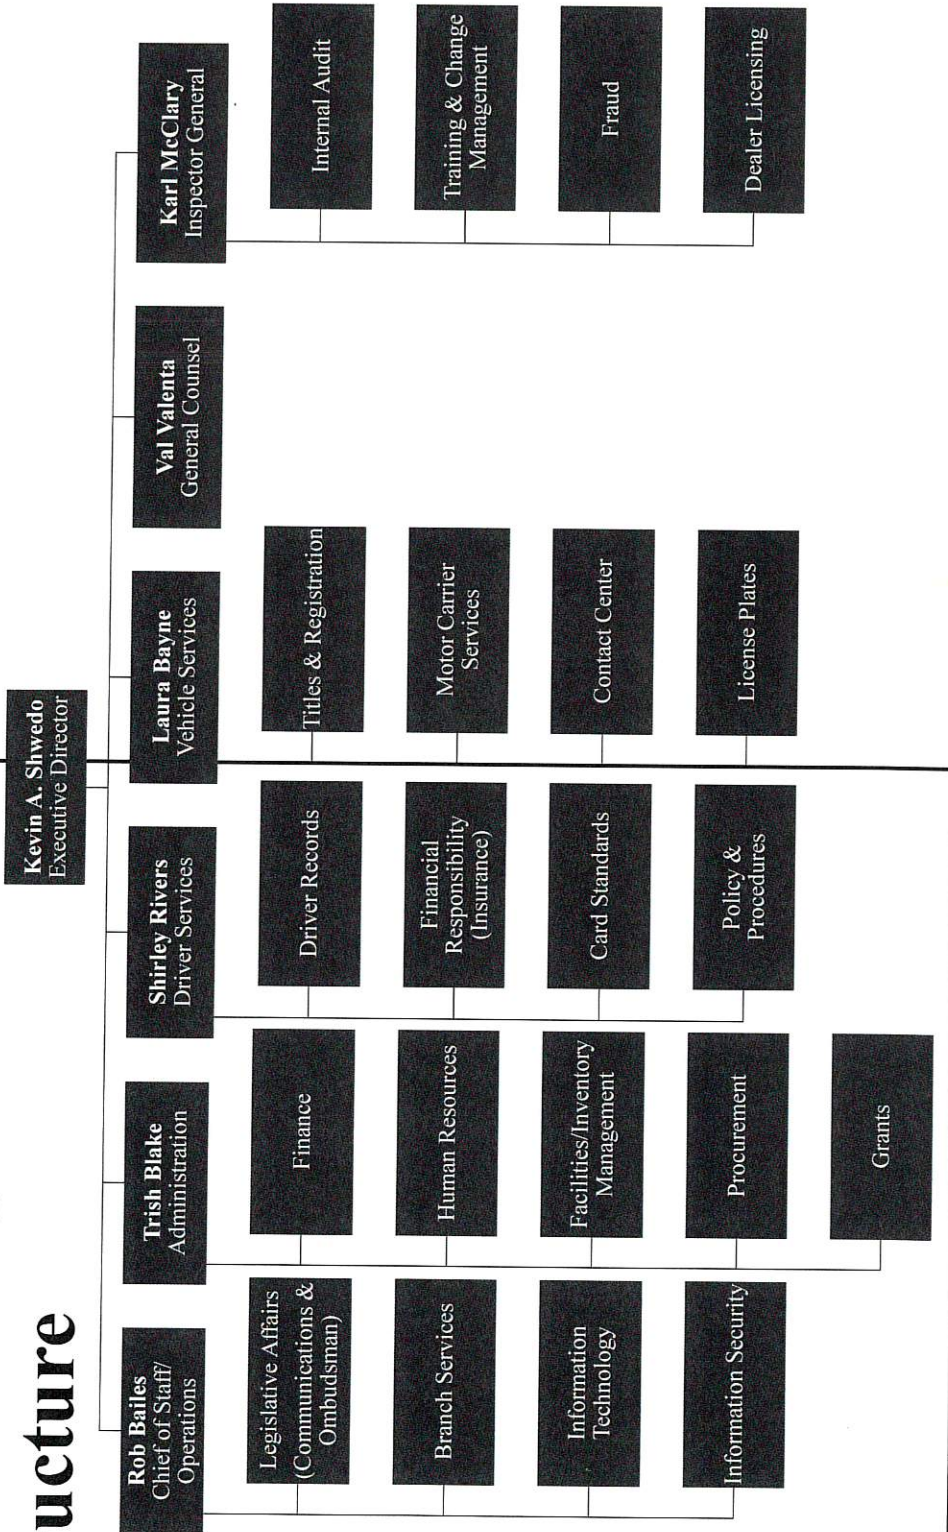 ucture
Kevin A. Shwedo
Executive Director
Rob Bailes
Chief of Staff/
Operations
Legislative Affairs
(Communications &
Ombudsman)
Branch Services
Information
Technology
Information Security
Trish Blake
Administration
Finance
Human Resources
Facilities/Inventory
Management
Procurement
Grants
Shirley Rivers
Driver Services
Driver Records
Financial
Responsibility
(Insurance)
Card Standards
Policy &
Procedures
Laura Bayne
Vehicle Services
Titles & Registration
Motor Carrier
Services
Contact Center
License Plates
Val Valenta
General Counsel
Karl McClary
Inspector General
Internal Audit
Training & Change
Management
Fraud
Dealer Licensing